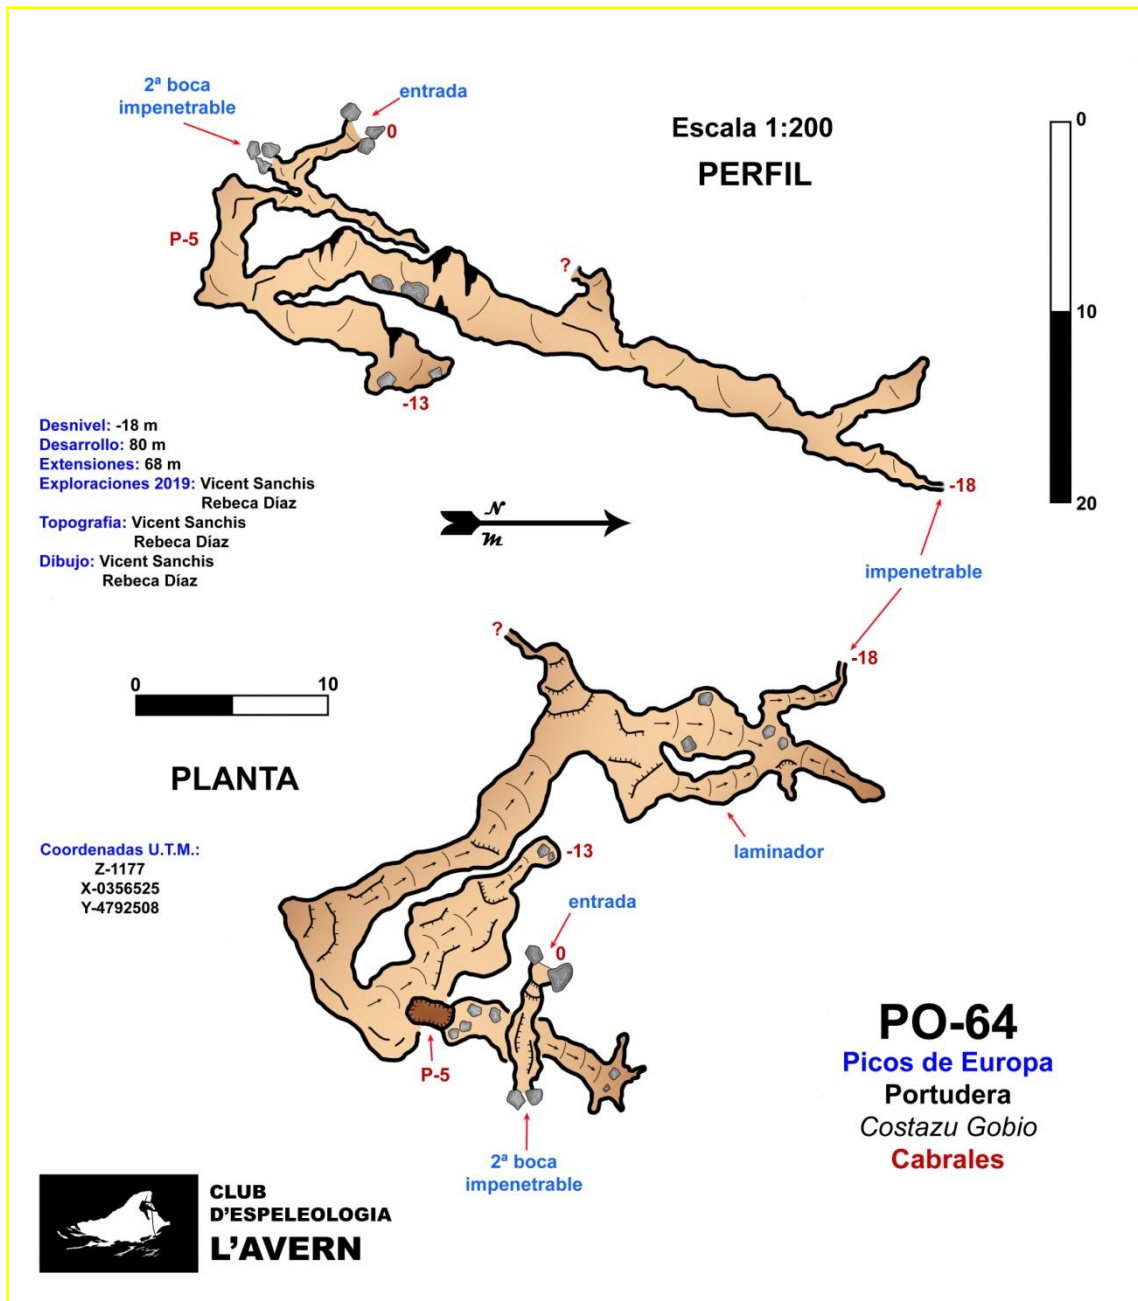 2ª boca
impenetrable
entrada
0
Escala 1:200
PERFIL
0
10
20
P-5
?
-13
-18
Desnivel: -18 m
Desarrollo: 80 m
Extensiones: 68 m
Exploraciones 2019: Vicent Sanchis
Rebeca Díaz
Topografia: Vicent Sanchis
Rebeca Díaz
Dibujo: Vicent Sanchis
Rebeca Díaz
N
m
impenetrable
?
-18
0
10
PLANTA
laminador
-13
Coordenadas U.T.M.:
Z-1177
X-0356525
Y-4792508
entrada
0
P-5
2ª boca
impenetrable
PO-64
Picos de Europa
Portudera
Costazu Gobio
Cabrales
CLUB
D'ESPELEOLOGIA
L'AVERN